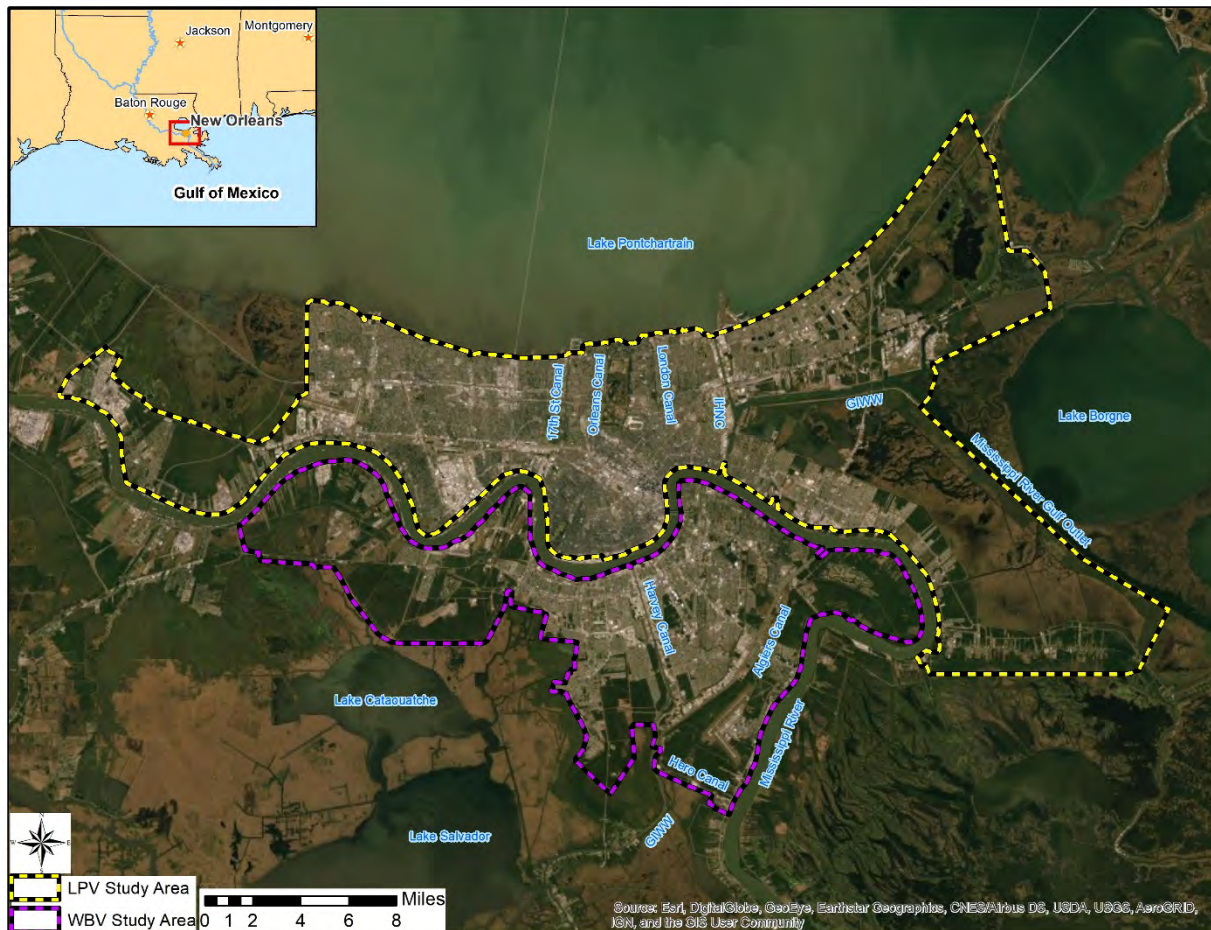 Jackson
Montgomery
Baton Rouge
New Orleans
Gulf of Mexico
Lake Pontchartrain
17th St Canal
Orleans Canal
London Canal
IHNC
GIWW
Lake Borgne
Mississippi River Gulf Outlet
Harvey Canal
Algiers Canal
Lake Cataouatche
Mississippi River
Hero Canal
Lake Salvador
GIWW
N
W
E
S
LPV Study Area
WBV Study Area
Miles
0 1 2 4 6 8
Source: Esri, DigitalGlobe, GeoEye, Earthstar Geographics, CNES/Airbus DS, USDA, USGS, AeroGRID,
IGN, and the GIS User Community